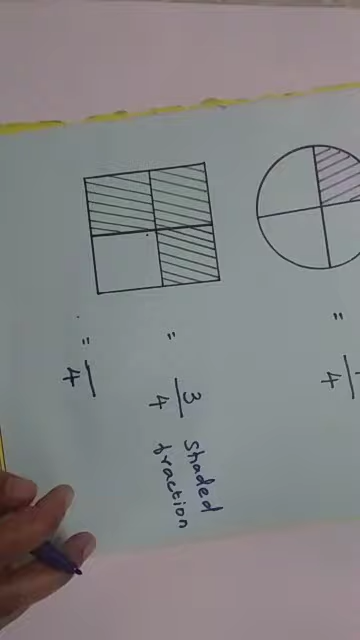 = /4
= 3/4 shaded
fraction
= /4